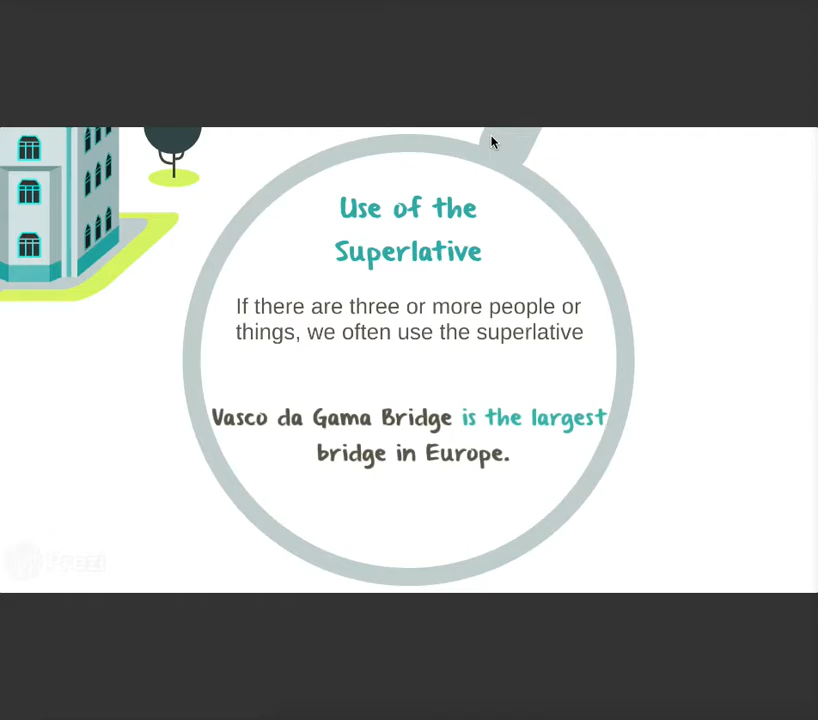 Use of the
Superlative
If there are three or more people or
things, we often use the superlative
Vasco da Gama Bridge is the largest
bridge in Europe.
Prezi